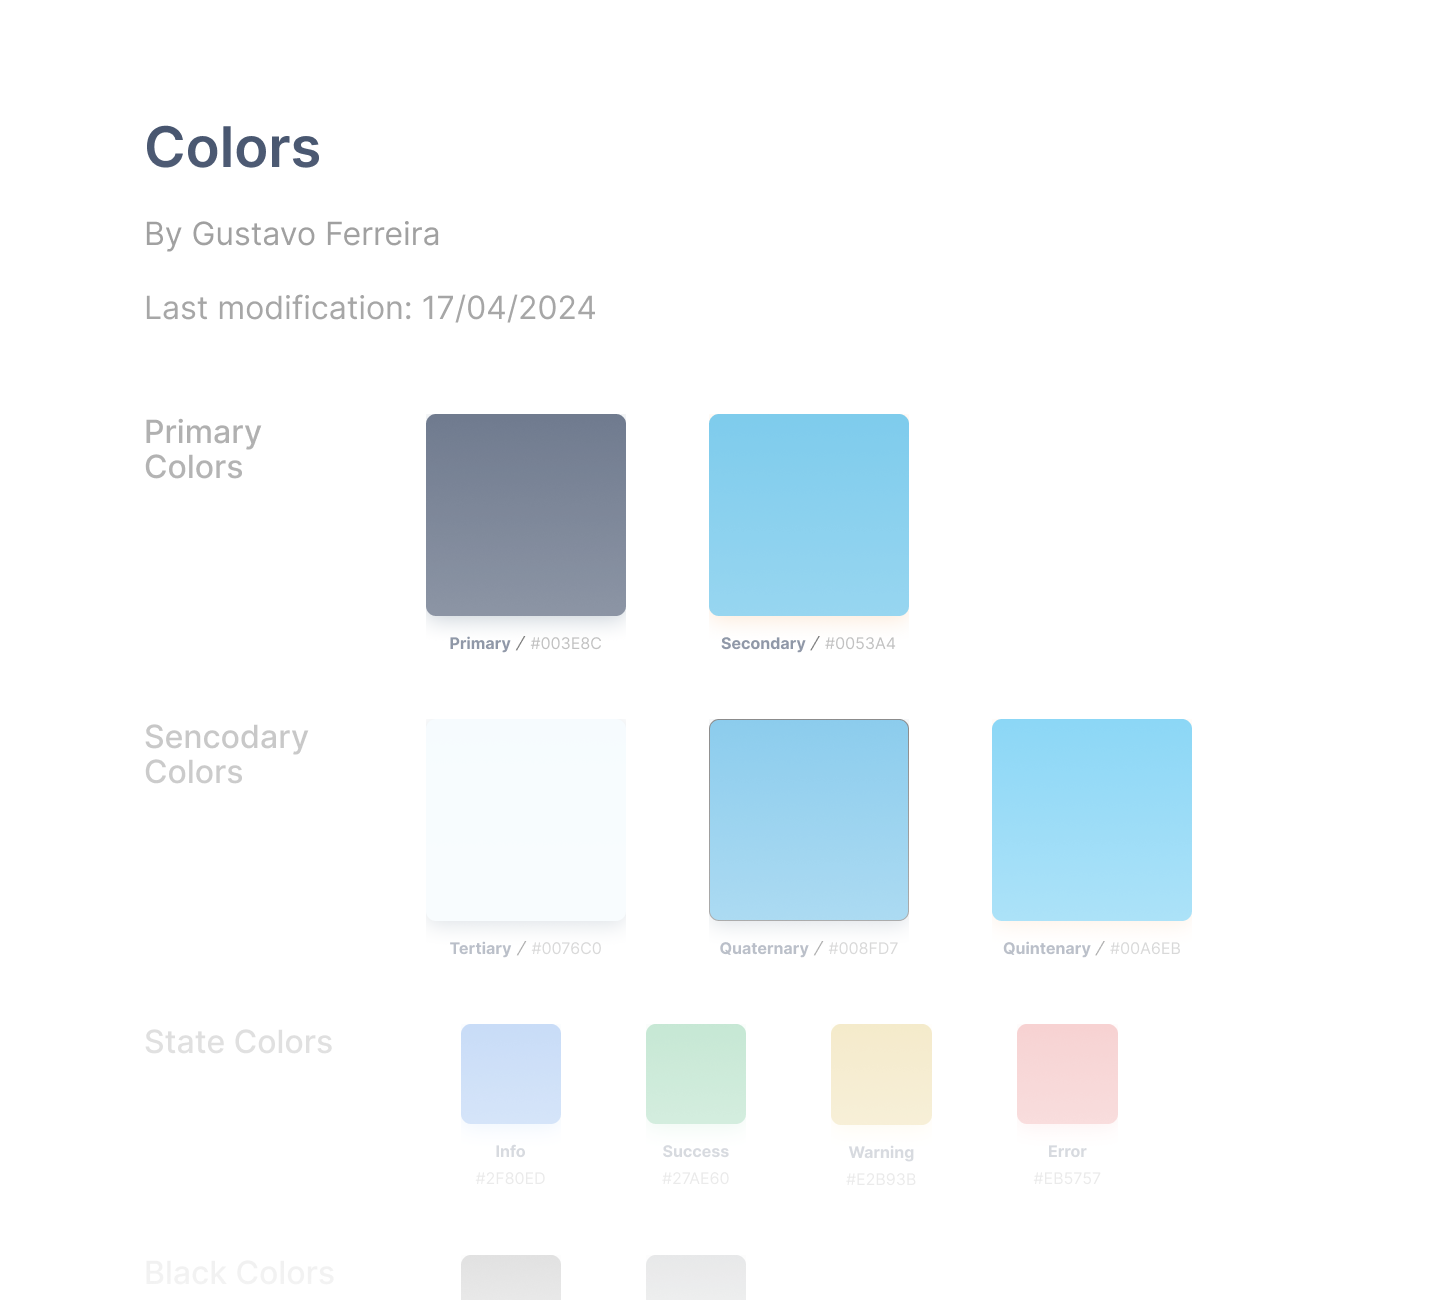 Colors
By Gustavo Ferreira
Last modification: 17/04/2024
Primary
Colors
Primary / #003E8C
Secondary / #0053A4
Sencodary
Colors
Tertiary / #0076C0
Quaternary / #008FD7
Quintenary / #00A6EB
State Colors
Info
#2F80ED
Success
#27AE60
Warning
#E2B93B
Error
#EB5757
Black Colors